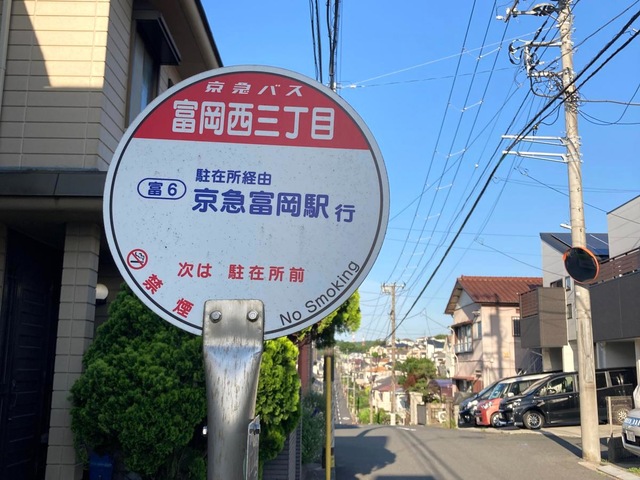 京急バス
富岡西三丁目
富6
駐在所経由
京急富岡駅 行
次は 駐在所前
禁煙
No Smoking